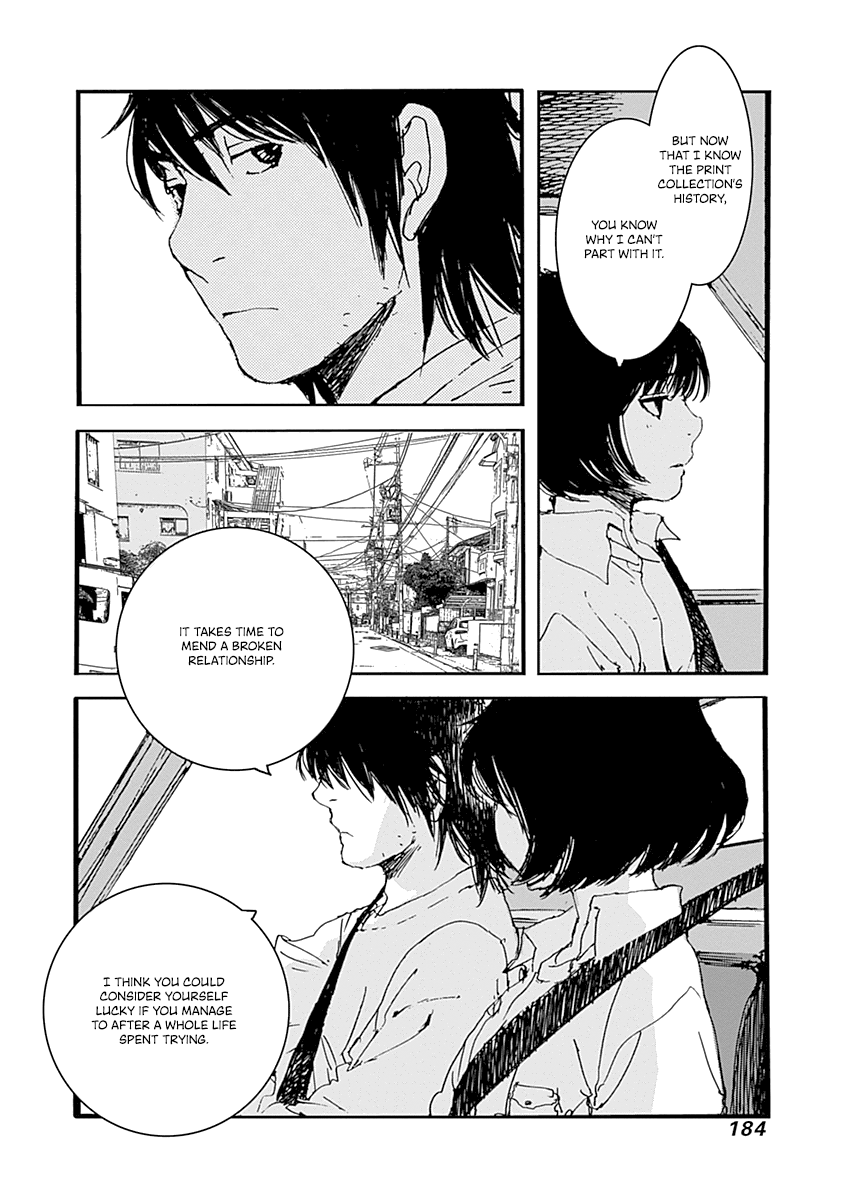 BUT NOW
THAT I KNOW
THE PRINT
COLLECTION'S
HISTORY,
YOU KNOW
WHY I CAN'T
PART WITH IT.
IT TAKES TIME TO
MEND A BROKEN
RELATIONSHIP.
I THINK YOU COULD
CONSIDER YOURSELF
LUCKY IF YOU MANAGE
TO AFTER A WHOLE LIFE
SPENT TRYING.
184